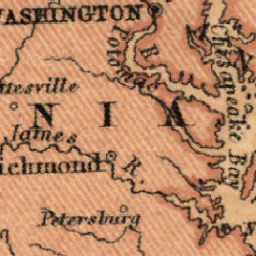 WASHINGTON
Potomac
R.
Chesapeake Bay
ttesville
N I A
James
R.
ichmond
Petersburg